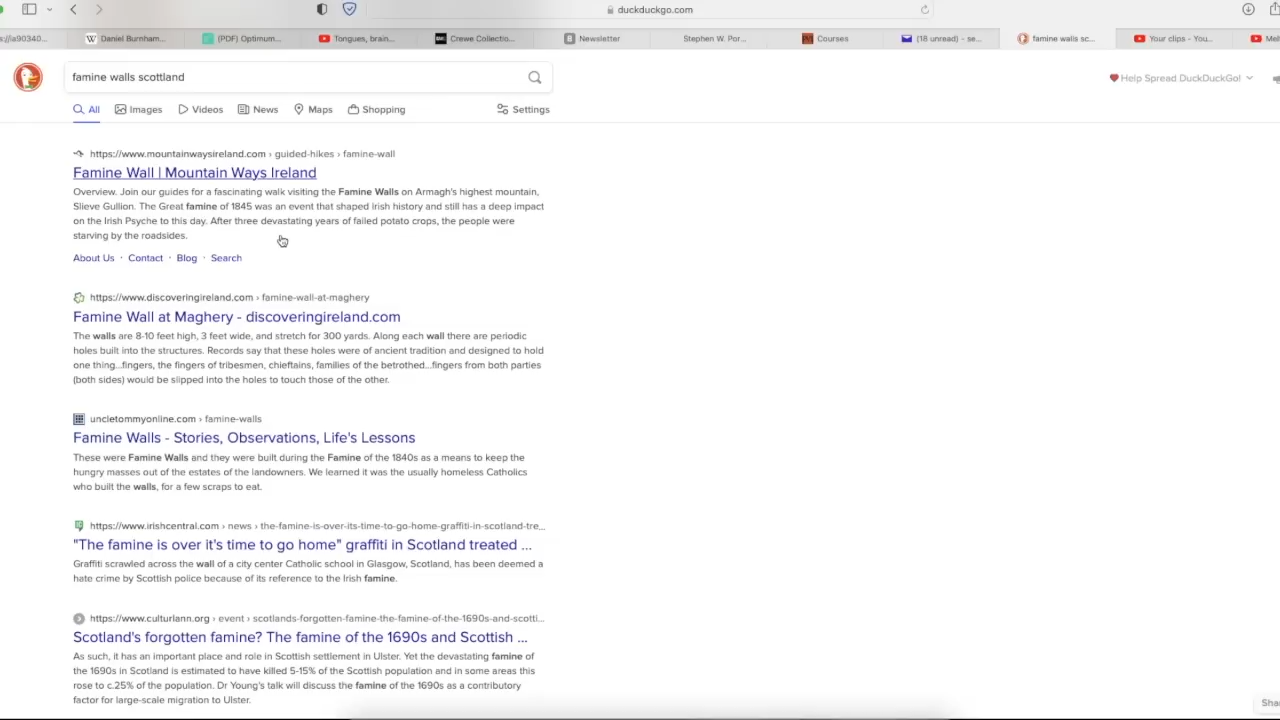 duckduckgo.com
s://ia90340...
Daniel Burnham...
(PDF) Optimum...
Tongues, brain...
Crewe Collectio...
Newsletter
Stephen W. Por...
Courses
(18 unread) - se...
famine walls sc...
Your clips - You...
famine walls scottland
Help Spread DuckDuckGo!
All
Images
Videos
News
Maps
Shopping
Settings
https://www.mountainwaysireland.com › guided-hikes › famine-wall
Famine Wall | Mountain Ways Ireland
Overview. Join our guides for a fascinating walk visiting the Famine Walls on Armagh's highest mountain,
Slieve Gullion. The Great famine of 1845 was an event that shaped irish history and still has a deep impact
on the Irish Psyche to this day. After three devastating years of failed potato crops, the people were
starving by the roadsides.
About Us · Contact · Blog · Search
https://www.discoveringireland.com › famine-wall-at-maghery
Famine Wall at Maghery - discoveringireland.com
The walls are 8-10 feet high, 3 feet wide, and stretch for 300 yards. Along each wall there are periodic
holes built into the structures. Records say that these holes were of ancient tradition and designed to hold
one thing...fingers, the fingers of tribesmen, chieftains, families of the betrothed...fingers from both parties
(both sides) would be slipped into the holes to touch those of the other.
uncletommyonline.com › famine-walls
Famine Walls - Stories, Observations, Life's Lessons
These were Famine Walls and they were built during the Famine of the 1840s as a means to keep the
hungry masses out of the estates of the landowners. We learned it was the usually homeless Catholics
who built the walls, for a few scraps to eat.
https://www.irishcentral.com › news › the-famine-is-over-its-time-to-go-home-graffiti-in-scotland-tre...
"The famine is over it's time to go home" graffiti in Scotland treated ...
Graffiti scrawled across the wall of a city center Catholic school in Glasgow, Scotland, has been deemed a
hate crime by Scottish police because of its reference to the Irish famine.
https://www.culturlann.org › event › scotlands-forgotten-famine-the-famine-of-the-1690s-and-scotti...
Scotland's forgotten famine? The famine of the 1690s and Scottish ...
As such, it has an important place and role in Scottish settlement in Ulster. Yet the devastating famine of
the 1690s in Scotland is estimated to have killed 5-15% of the Scottish population and in some areas this
rose to c.25% of the population. Dr Young's talk will discuss the famine of the 1690s as a contributory
factor for large-scale migration to Ulster.